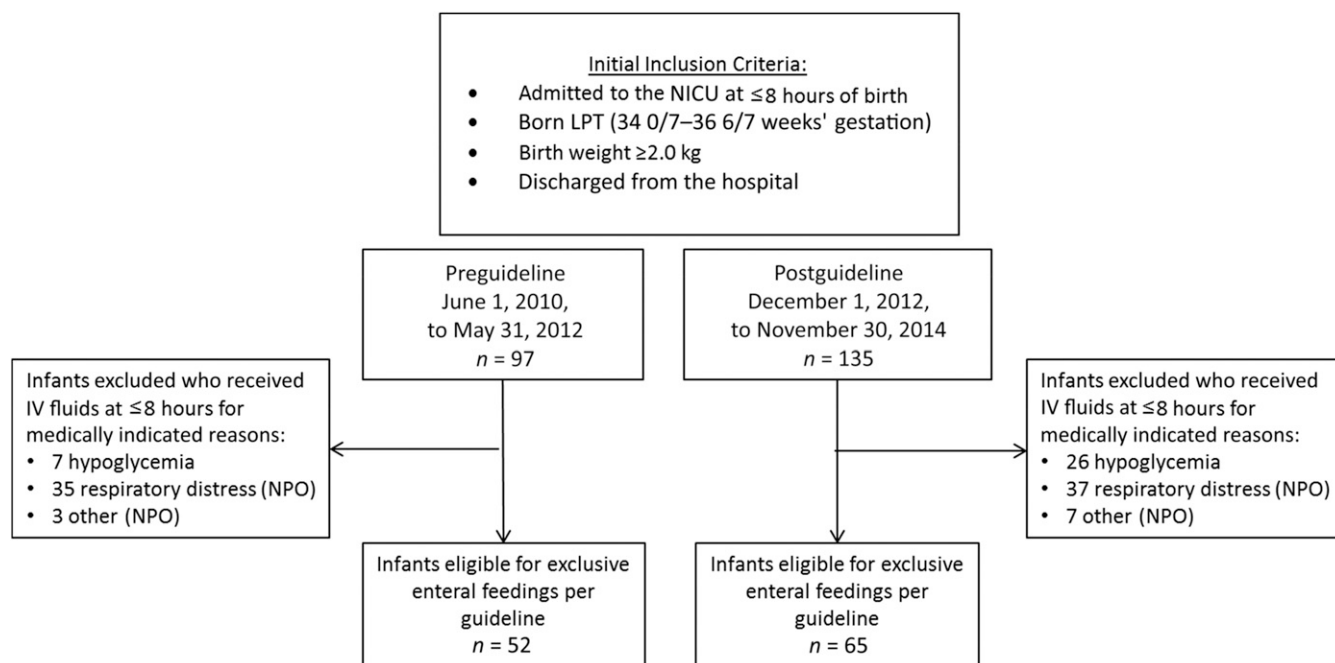 Initial Inclusion Criteria:
• Admitted to the NICU at ≤8 hours of birth
• Born LPT (34 0/7–36 6/7 weeks' gestation)
• Birth weight ≥2.0 kg
• Discharged from the hospital
Preguideline
June 1, 2010,
to May 31, 2012
n = 97
Postguideline
December 1, 2012,
to November 30, 2014
n = 135
Infants excluded who received
IV fluids at ≤8 hours for
medically indicated reasons:
• 7 hypoglycemia
• 35 respiratory distress (NPO)
• 3 other (NPO)
Infants excluded who received
IV fluids at ≤8 hours for
medically indicated reasons:
• 26 hypoglycemia
• 37 respiratory distress (NPO)
• 7 other (NPO)
Infants eligible for exclusive
enteral feedings per
guideline
n = 52
Infants eligible for exclusive
enteral feedings per
guideline
n = 65